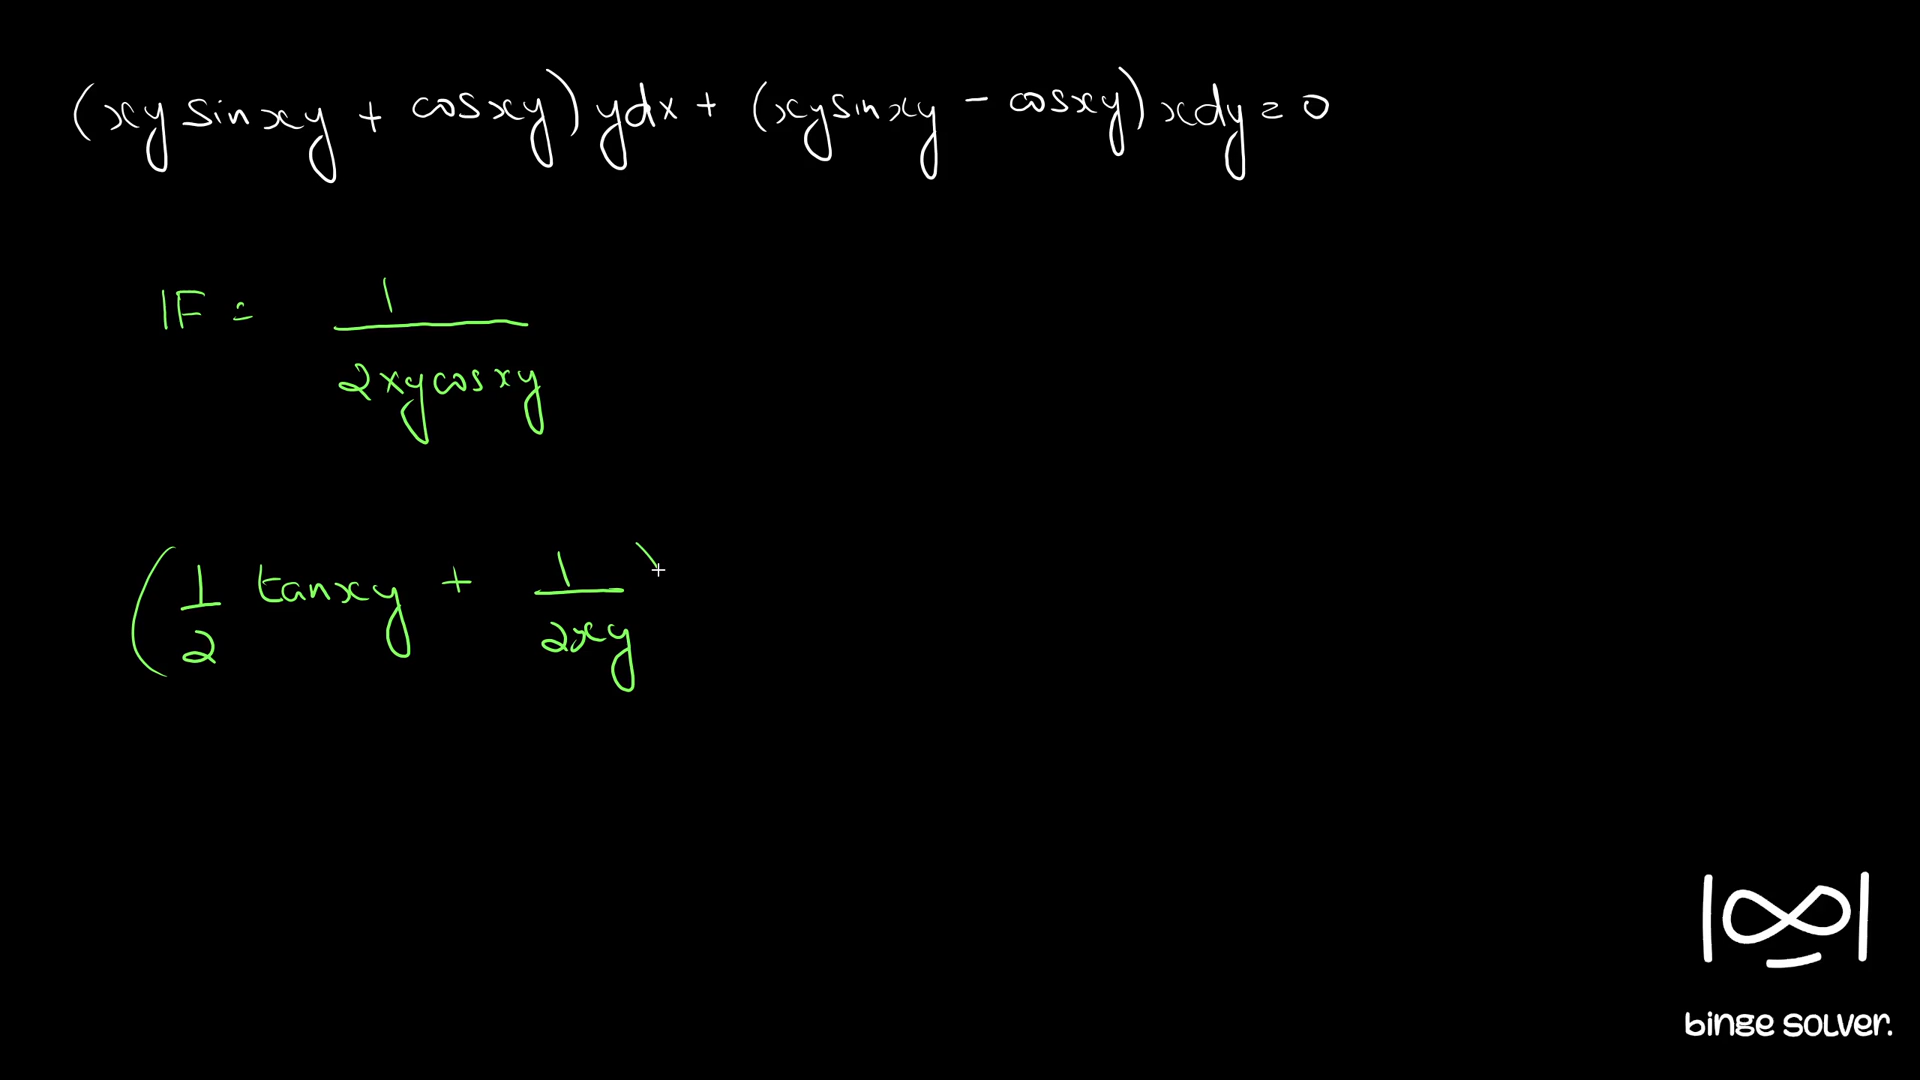 (xy sin xy + cos xy) ydx + (xy sin xy - cos xy) xdy = 0
IF = 1 / 2xy cos xy
(1/2 tan xy + 1/2xy)
binge solver.